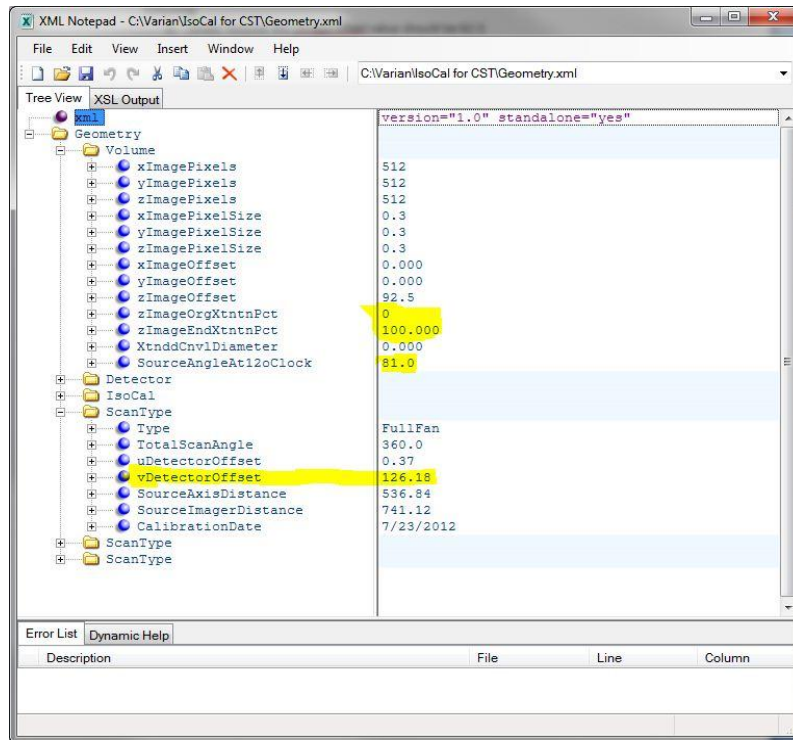 XML Notepad - C:\Varian\IsoCal for CST\Geometry.xml
File Edit View Insert Window Help
C:\Varian\IsoCal for CST\Geometry.xml
Tree View XSL Output
xml version="1.0" standalone="yes"
Geometry
Volume
xImagePixels 512
yImagePixels 512
zImagePixels 512
xImagePixelSize 0.3
yImagePixelSize 0.3
zImagePixelSize 0.3
xImageOffset 0.000
yImageOffset 0.000
zImageOffset 92.5
zImageOrgXtntnPct 0
zImageEndXtntnPct 100.000
XtnddCnvlDiameter 0.000
SourceAngleAt12oClock 81.0
Detector
IsoCal
ScanType
Type FullFan
TotalScanAngle 360.0
uDetectorOffset 0.37
vDetectorOffset 126.18
SourceAxisDistance 536.84
SourceImagerDistance 741.12
CalibrationDate 7/23/2012
ScanType
ScanType
Error List Dynamic Help
Description File Line Column